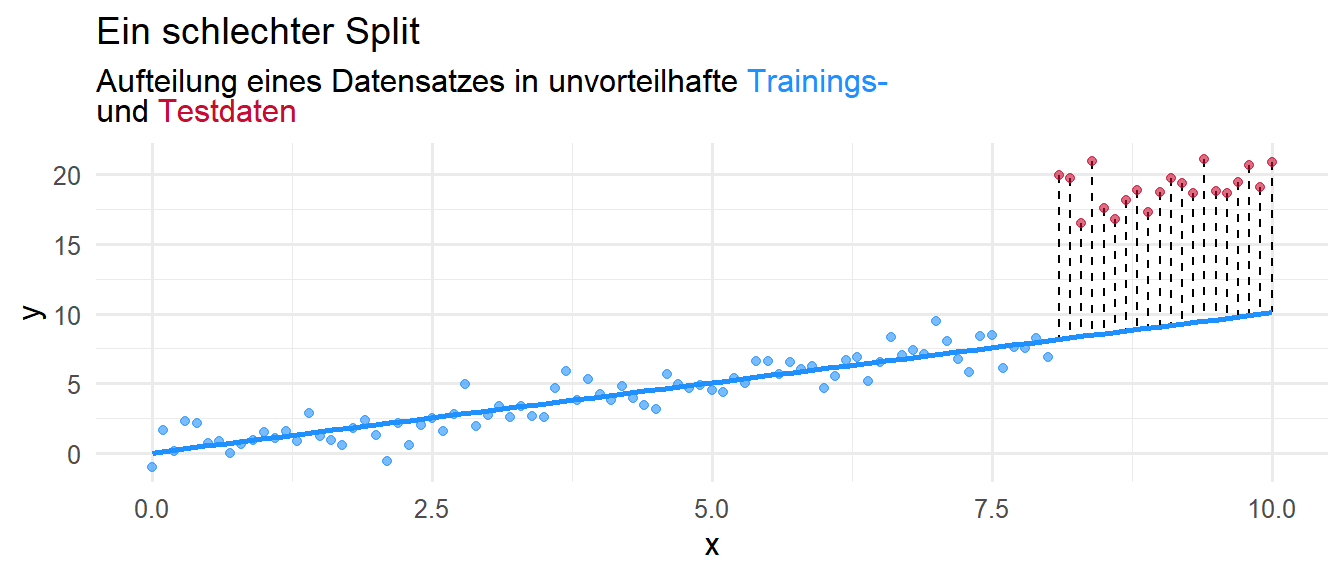 Ein schlechter Split
Aufteilung eines Datensatzes in unvorteilhafte Trainings-
und Testdaten
20
15
10
5
0
y
0.0 2.5 5.0 7.5 10.0
x